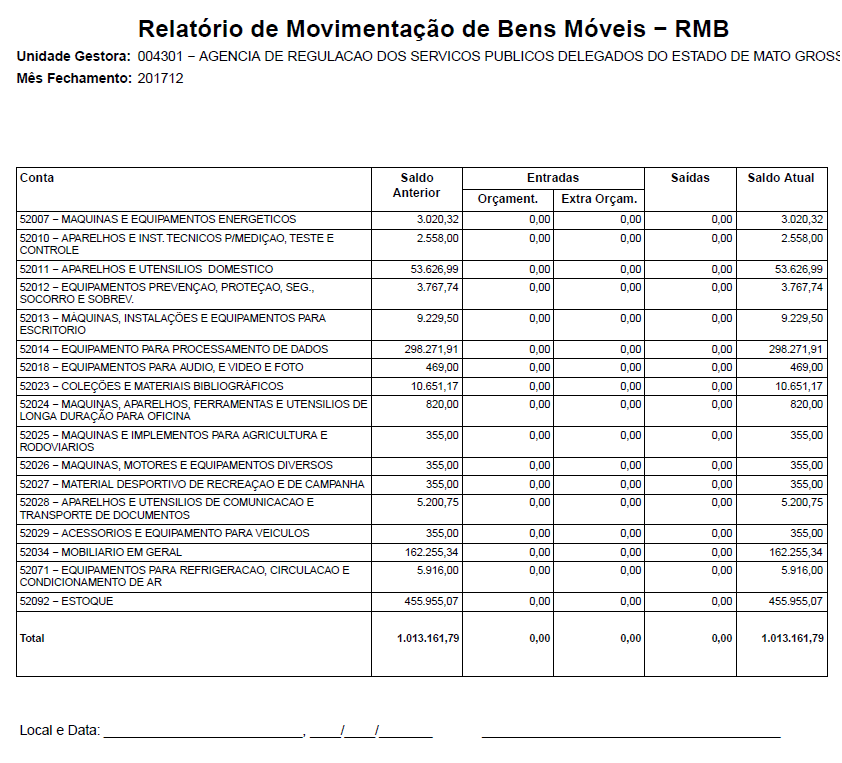 Relatório de Movimentação de Bens Móveis − RMB
Unidade Gestora: 004301 − AGENCIA DE REGULACAO DOS SERVICOS PUBLICOS DELEGADOS DO ESTADO DE MATO GROSS
Mês Fechamento: 201712
Conta Saldo Anterior Entradas Saídas Saldo Atual
Orçament. Extra Orçam.
52007 − MAQUINAS E EQUIPAMENTOS ENERGETICOS 3.020,32 0,00 0,00 0,00 3.020,32
52010 − APARELHOS E INST. TECNICOS P/MEDIÇAO, TESTE E 2.558,00 0,00 0,00 0,00 2.558,00
CONTROLE
52011 − APARELHOS E UTENSILIOS DOMESTICO 53.626,99 0,00 0,00 0,00 53.626,99
52012 − EQUIPAMENTOS PREVENÇAO, PROTEÇAO, SEG., 3.767,74 0,00 0,00 0,00 3.767,74
SOCORRO E SOBREV.
52013 − MÁQUINAS, INSTALAÇÕES E EQUIPAMENTOS PARA 9.229,50 0,00 0,00 0,00 9.229,50
ESCRITORIO
52014 − EQUIPAMENTO PARA PROCESSAMENTO DE DADOS 298.271,91 0,00 0,00 0,00 298.271,91
52018 − EQUIPAMENTOS PARA AUDIO, E VIDEO E FOTO 469,00 0,00 0,00 0,00 469,00
52023 − COLEÇÕES E MATERIAIS BIBLIOGRÁFICOS 10.651,17 0,00 0,00 0,00 10.651,17
52024 − MAQUINAS, APARELHOS, FERRAMENTAS E UTENSILIOS DE 820,00 0,00 0,00 0,00 820,00
LONGA DURAÇÃO PARA OFICINA
52025 − MAQUINAS E IMPLEMENTOS PARA AGRICULTURA E 355,00 0,00 0,00 0,00 355,00
RODOVIARIOS
52026 − MAQUINAS, MOTORES E EQUIPAMENTOS DIVERSOS 355,00 0,00 0,00 0,00 355,00
52027 − MATERIAL DESPORTIVO DE RECREAÇAO E DE CAMPANHA 355,00 0,00 0,00 0,00 355,00
52028 − APARELHOS E UTENSILIOS DE COMUNICACAO E 5.200,75 0,00 0,00 0,00 5.200,75
TRANSPORTE DE DOCUMENTOS
52029 − ACESSORIOS E EQUIPAMENTO PARA VEICULOS 355,00 0,00 0,00 0,00 355,00
52034 − MOBILIARIO EM GERAL 162.255,34 0,00 0,00 0,00 162.255,34
52071 − EQUIPAMENTOS PARA REFRIGERACAO, CIRCULACAO E 5.916,00 0,00 0,00 0,00 5.916,00
CONDICIONAMENTO DE AR
52092 − ESTOQUE 455.955,07 0,00 0,00 0,00 455.955,07
Total 1.013.161,79 0,00 0,00 0,00 1.013.161,79
Local e Data: __________________________, ____/____/_______ _______________________________________